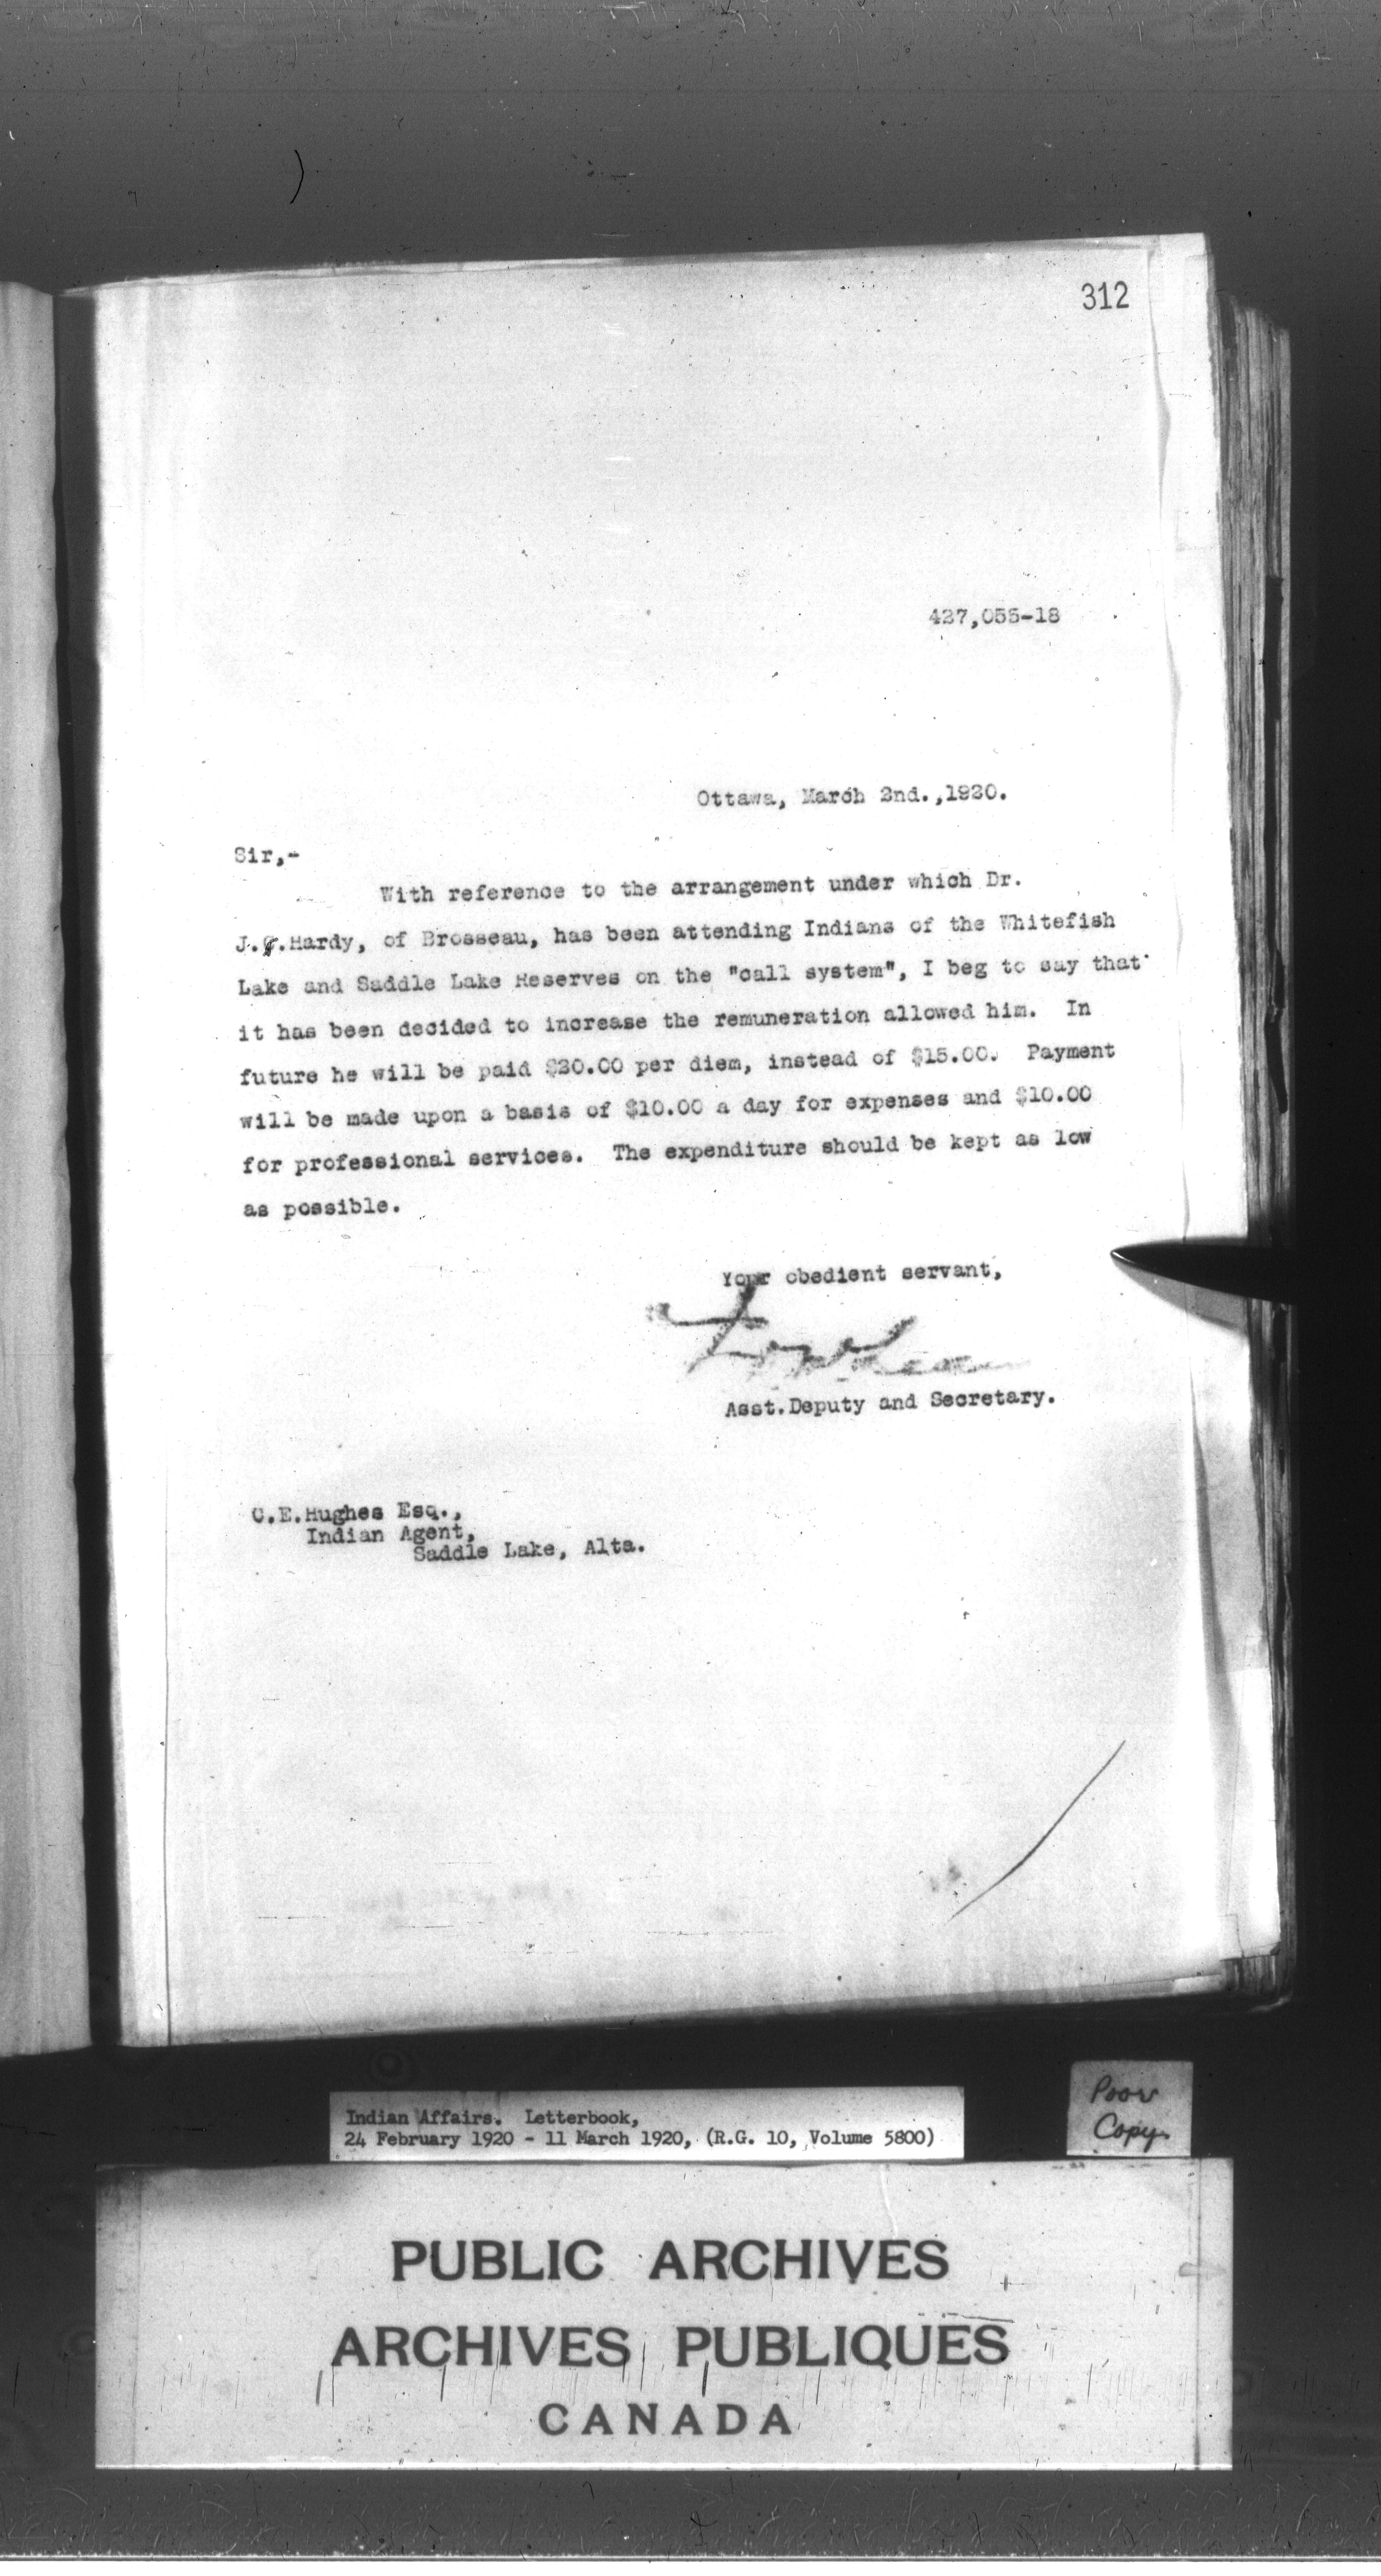 312
427,055-18
Ottawa, March 2nd.,1920.
Sir,-
With reference to the arrangement under which Dr.
J. .Hardy, of Brosseau, has been attending Indians of the Whitefish
Lake and Saddle Lake Reserves on the "call system", I beg to say that
it has been decided to increase the remuneration allowed him. In
future he will be paid $20.00 per diem, instead of $15.00. Payment
will be made upon a basis of $10.00 a day for expenses and $10.00
for professional services. The expenditure should be kept as low
as possible.
Your obedient servant,
Asst.Deputy and Secretary.
C.E.Hughes Esq.,
Indian Agent,
Saddle Lake, Alta.
Indian Affairs. Letterbook,
24 February 1920 - 11 March 1920, (R.G. 10, Volume 5800)
Poor
Copy
PUBLIC ARCHIVES
ARCHIVES PUBLIQUES
CANADA